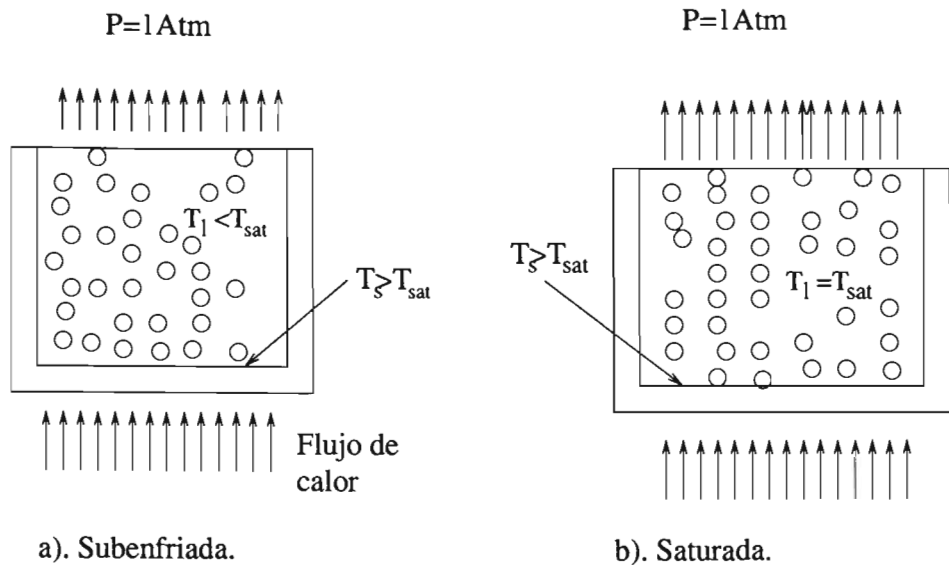 P=1Atm
P=1Atm
T_l <T_sat
T_s>T_sat
T_s>T_sat
T_l =T_sat
Flujo de
calor
a). Subenfriada.
b). Saturada.